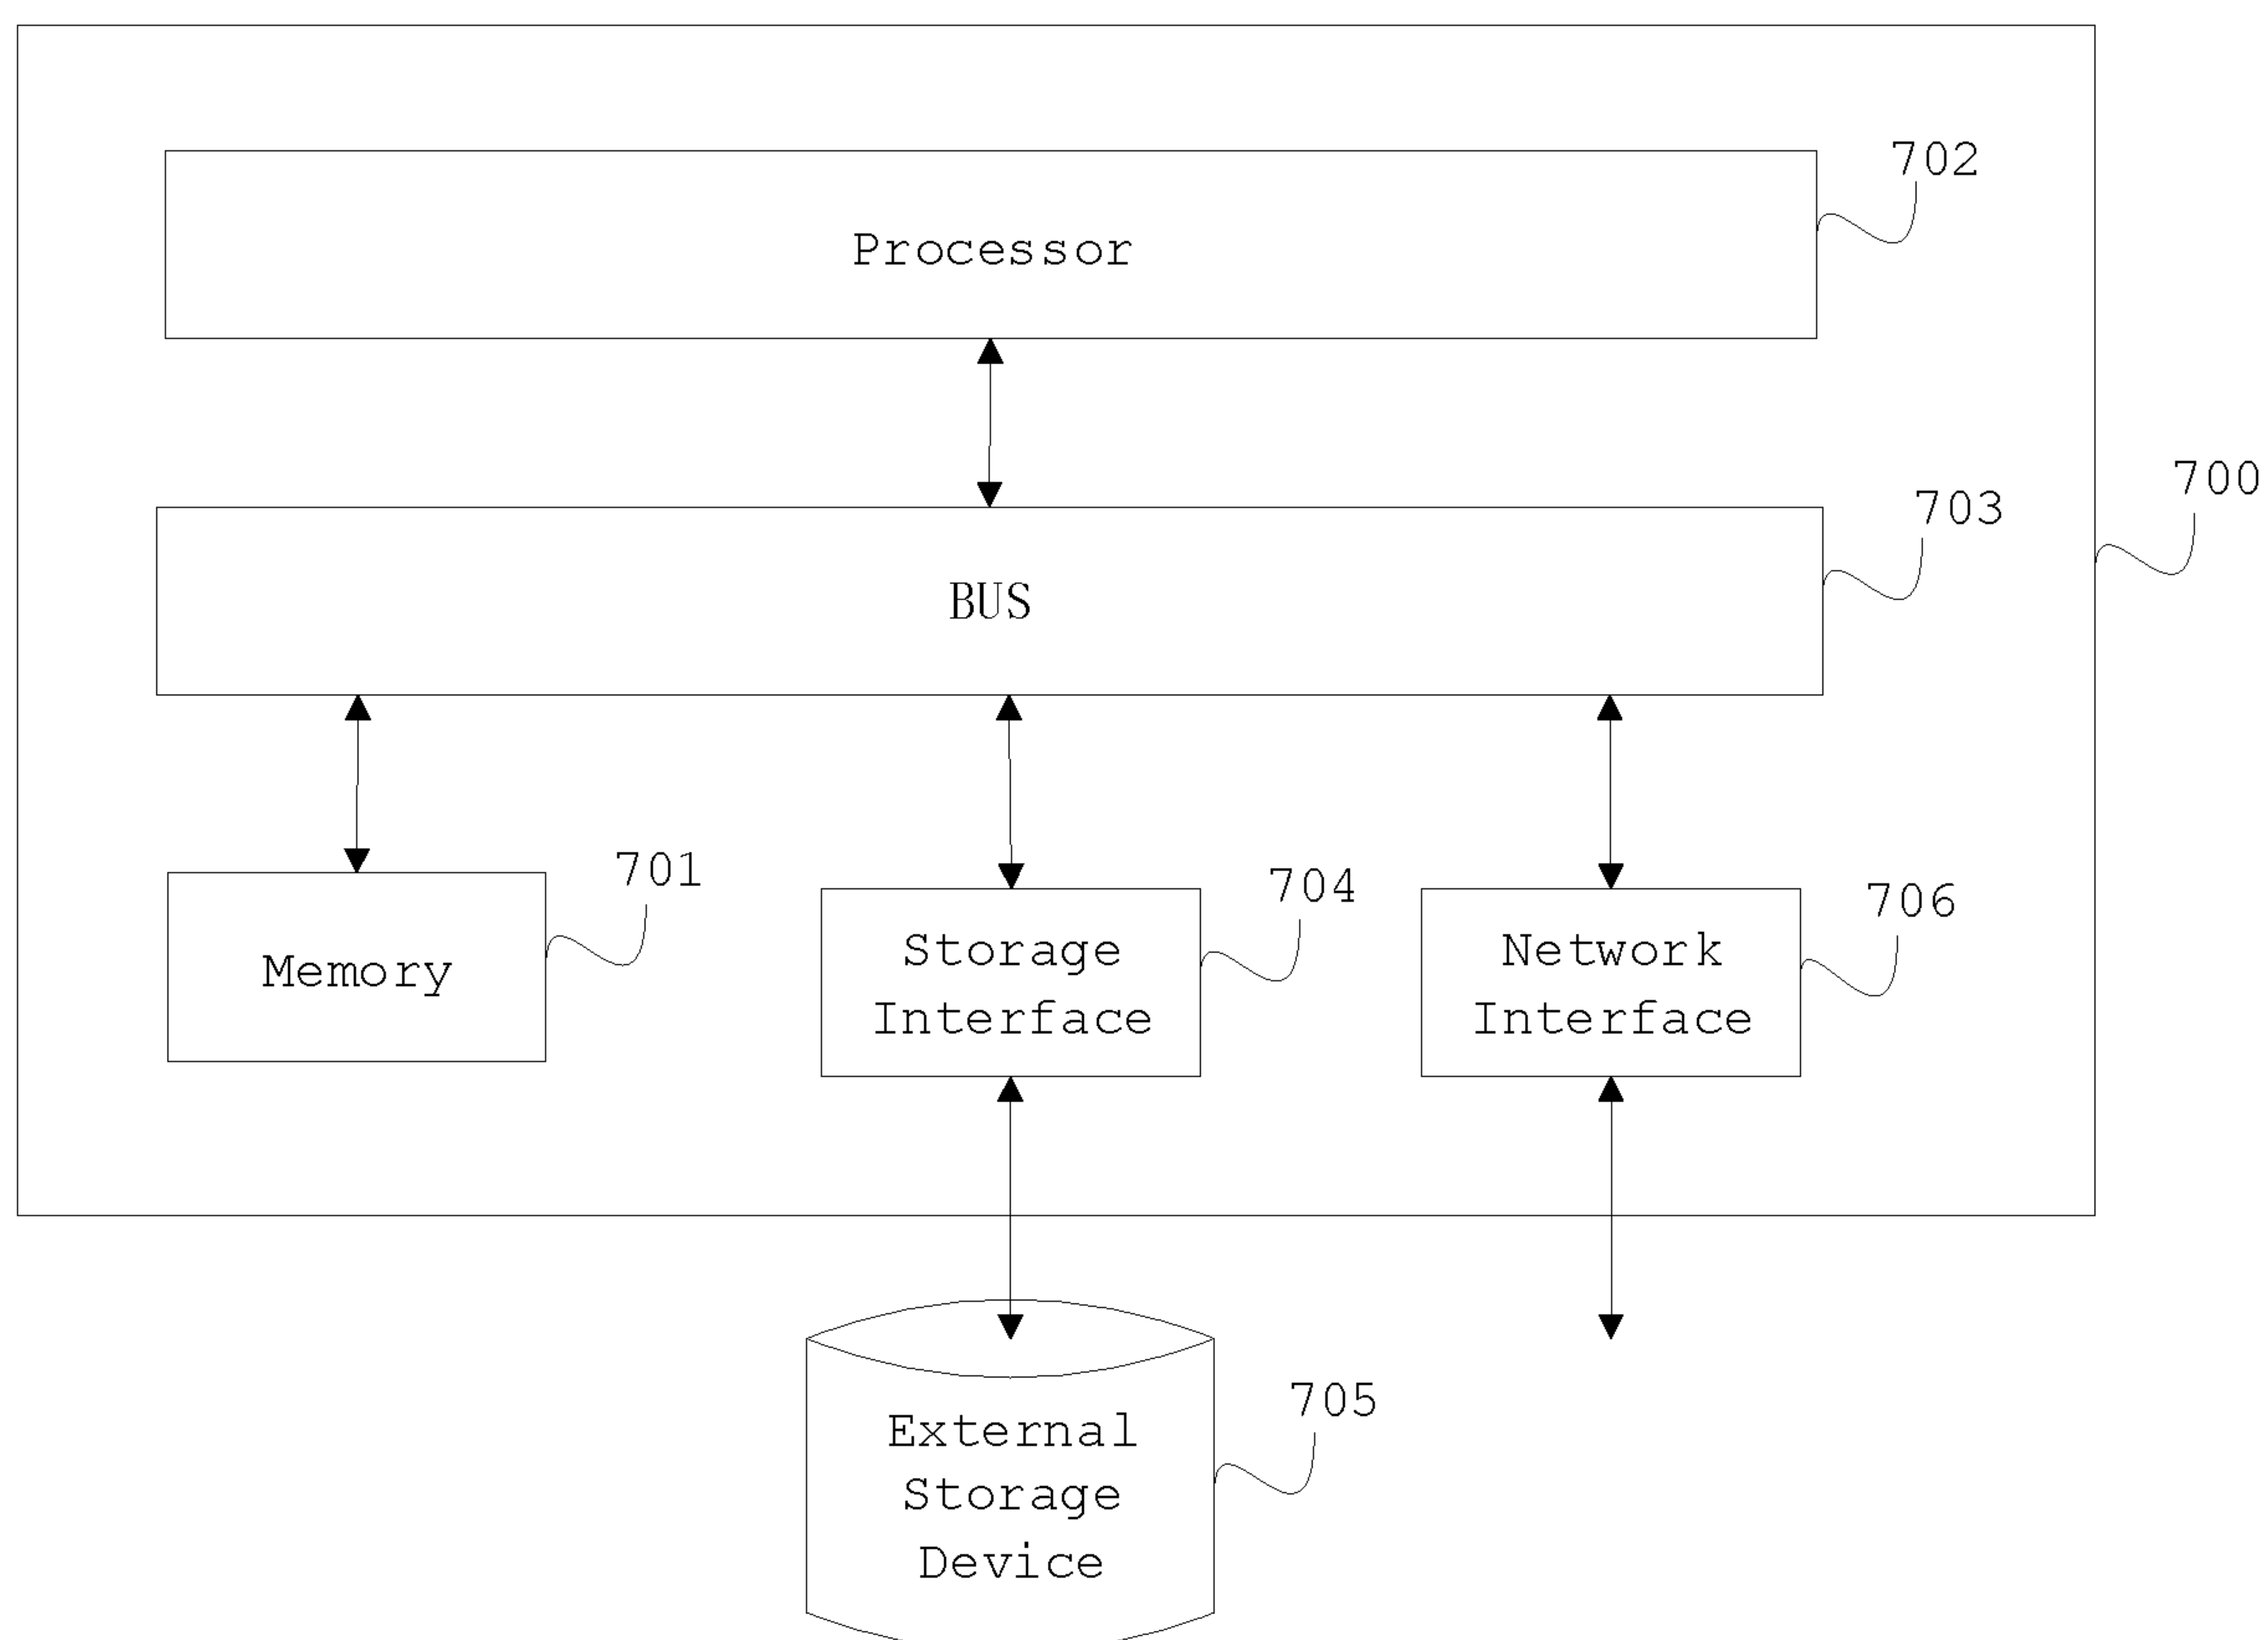 702
Processor
700
703
BUS
701
704
706
Memory
Storage
Interface
Network
Interface
705
External
Storage
Device